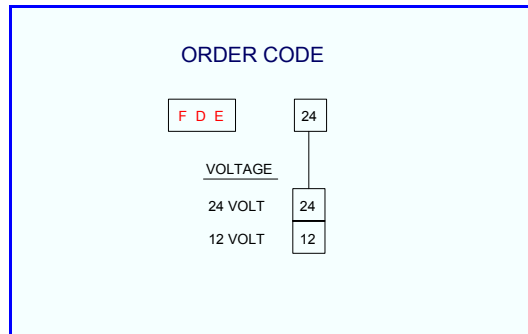 ORDER CODE
F D E 24
VOLTAGE
24 VOLT 24
12 VOLT 12